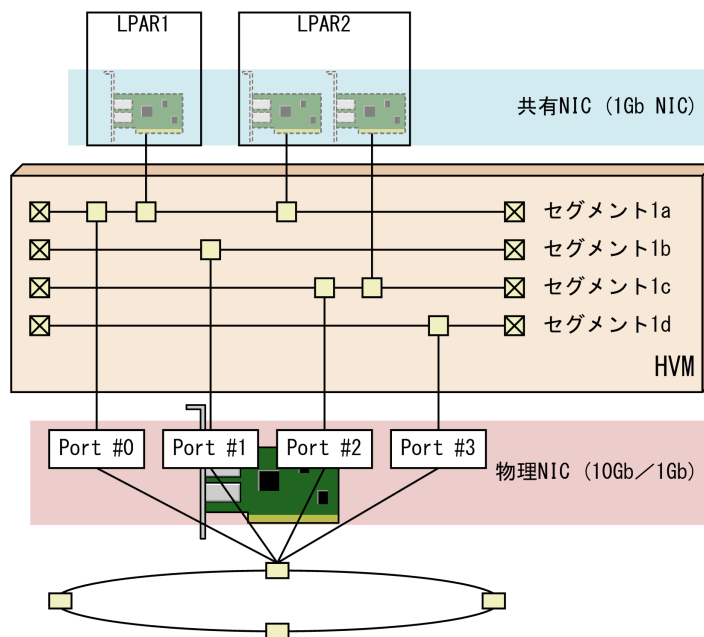 LPAR1
LPAR2
共有NIC (1Gb NIC)
セグメント1a
セグメント1b
セグメント1c
セグメント1d
HVM
Port #0
Port #1
Port #2
Port #3
物理NIC (10Gb／1Gb)